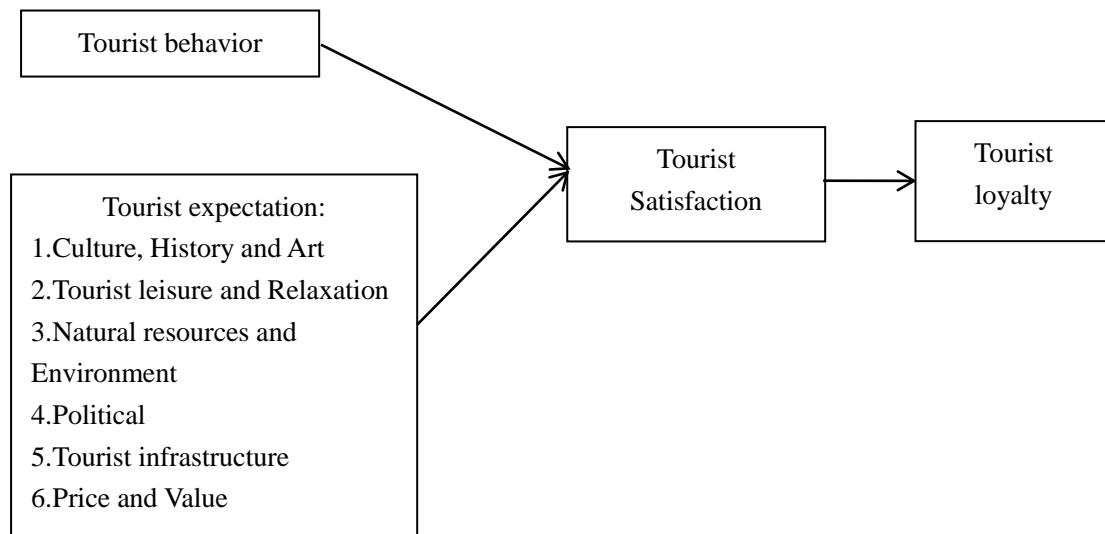 Tourist behavior
Tourist expectation:
1.Culture, History and Art
2.Tourist leisure and Relaxation
3.Natural resources and
Environment
4.Political
5.Tourist infrastructure
6.Price and Value
Tourist
Satisfaction
Tourist
loyalty